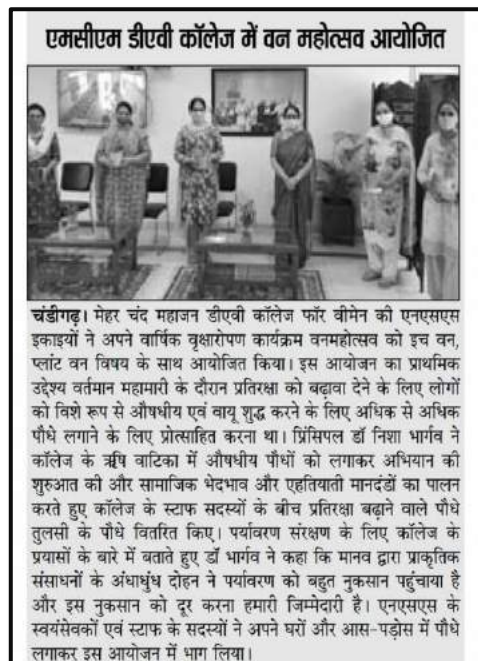 एमसीएम डीएवी कॉलेज में वन महोत्सव आयोजित
चंडीगढ़। मेहर चंद महाजन डीएवी कॉलेज फॉर वीमेन की एनएसएस
इकाइयों ने अपने वार्षिक वृक्षारोपण कार्यक्रम वनमहोत्सव को इच वन,
प्लांट वन विषय के साथ आयोजित किया। इस आयोजन का प्राथमिक
उद्देश्य वर्तमान महामारी के दौरान प्रतिरक्षा को बढ़ावा देने के लिए लोगों
को विशे रूप से औषधीय एवं वायु शुद्ध करने के लिए अधिक से अधिक
पौधे लगाने के लिए प्रोत्साहित करना था। प्रिंसिपल डॉ निशा भार्गव ने
कॉलेज के ऋषि वाटिका में औषधीय पौधों को लगाकर अभियान की
शुरुआत की और सामाजिक भेदभाव और एहतियाती मानदंडों का पालन
करते हुए कॉलेज के स्टाफ सदस्यों के बीच प्रतिरक्षा बढ़ाने वाले पौधे
तुलसी के पौधे वितरित किए। पर्यावरण संरक्षण के लिए कॉलेज के
प्रयासों के बारे में बताते हुए डॉ भार्गव ने कहा कि मानव द्वारा प्राकृतिक
संसाधनों के अंधाधुंध दोहन ने पर्यावरण को बहुत नुकसान पहुंचाया है
और इस नुकसान को दूर करना हमारी जिम्मेदारी है। एनएसएस के
स्वयंसेवकों एवं स्टाफ के सदस्यों ने अपने घरों और आस-पड़ोस में पौधे
लगाकर इस आयोजन में भाग लिया।